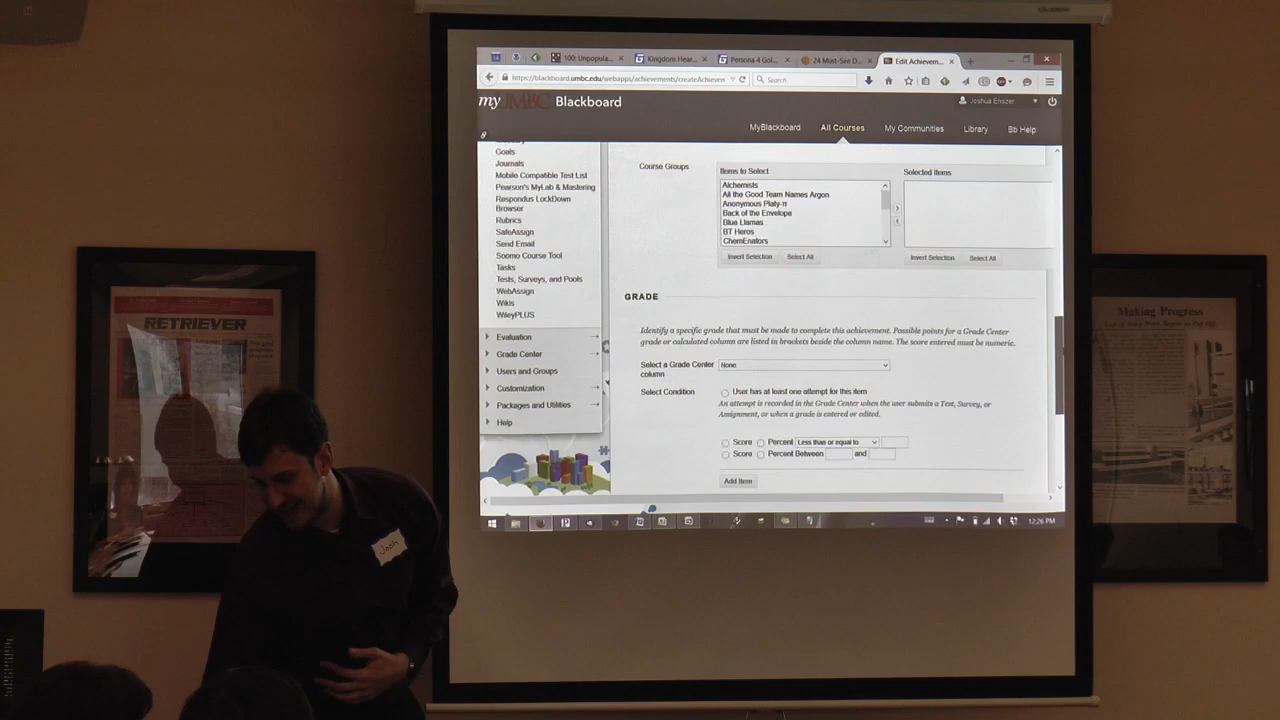 100: Unpopula...
Kingdom Hear...
Persona 4 Gol...
24 Must-See D...
Edit Achievem...
https://blackboard.umbc.edu/webapps/achievements/createAchieven
Search
my UMBC Blackboard
Joshua Enszer
MyBlackboard
All Courses
My Communities
Library
Bb Help
Goals
Journals
Mobile Compatible Test List
Pearson's MyLab & Mastering
Respondus LockDown
Browser
Rubrics
SafeAssign
Send Email
Soomo Course Tool
Tasks
Tests, Surveys, and Pools
WebAssign
Wikis
WileyPLUS
Evaluation
Grade Center
Users and Groups
Customization
Packages and Utilities
Help
Course Groups
Items to Select
Alchemists
All the Good Team Names Argon
Anonymous Platy-π
Back of the Envelope
Blue Llamas
BT Heros
ChemEnators
Invert Selection
Select All
Selected Items
Invert Selection
Select All
GRADE
Identify a specific grade that must be made to complete this achievement. Possible points for a Grade Center
grade or calculated column are listed in brackets beside the column name. The score entered must be numeric.
Select a Grade Center
column
None
Select Condition
User has at least one attempt for this item
An attempt is recorded in the Grade Center when the user submits a Test, Survey, or
Assignment, or when a grade is entered or edited.
Score Percent Less than or equal to
Score Percent Between and
Add Item
12:26 PM
RETRIEVER
Making Progress
Josh